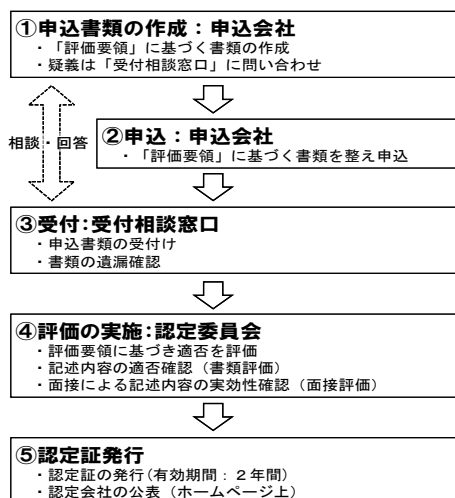 ①申込書類の作成：申込会社
・「評価要領」に基づく書類の作成
・疑義は「受付相談窓口」に問い合わせ
相談・回答
②申込：申込会社
・「評価要領」に基づく書類を整え申込
③受付：受付相談窓口
・申込書類の受付け
・書類の遺漏確認
④評価の実施：認定委員会
・評価要領に基づき適否を評価
・記述内容の適否確認（書類評価）
・面接による記述内容の実効性確認（面接評価）
⑤認定証発行
・認定証の発行（有効期間：２年間）
・認定会社の公表（ホームページ上）